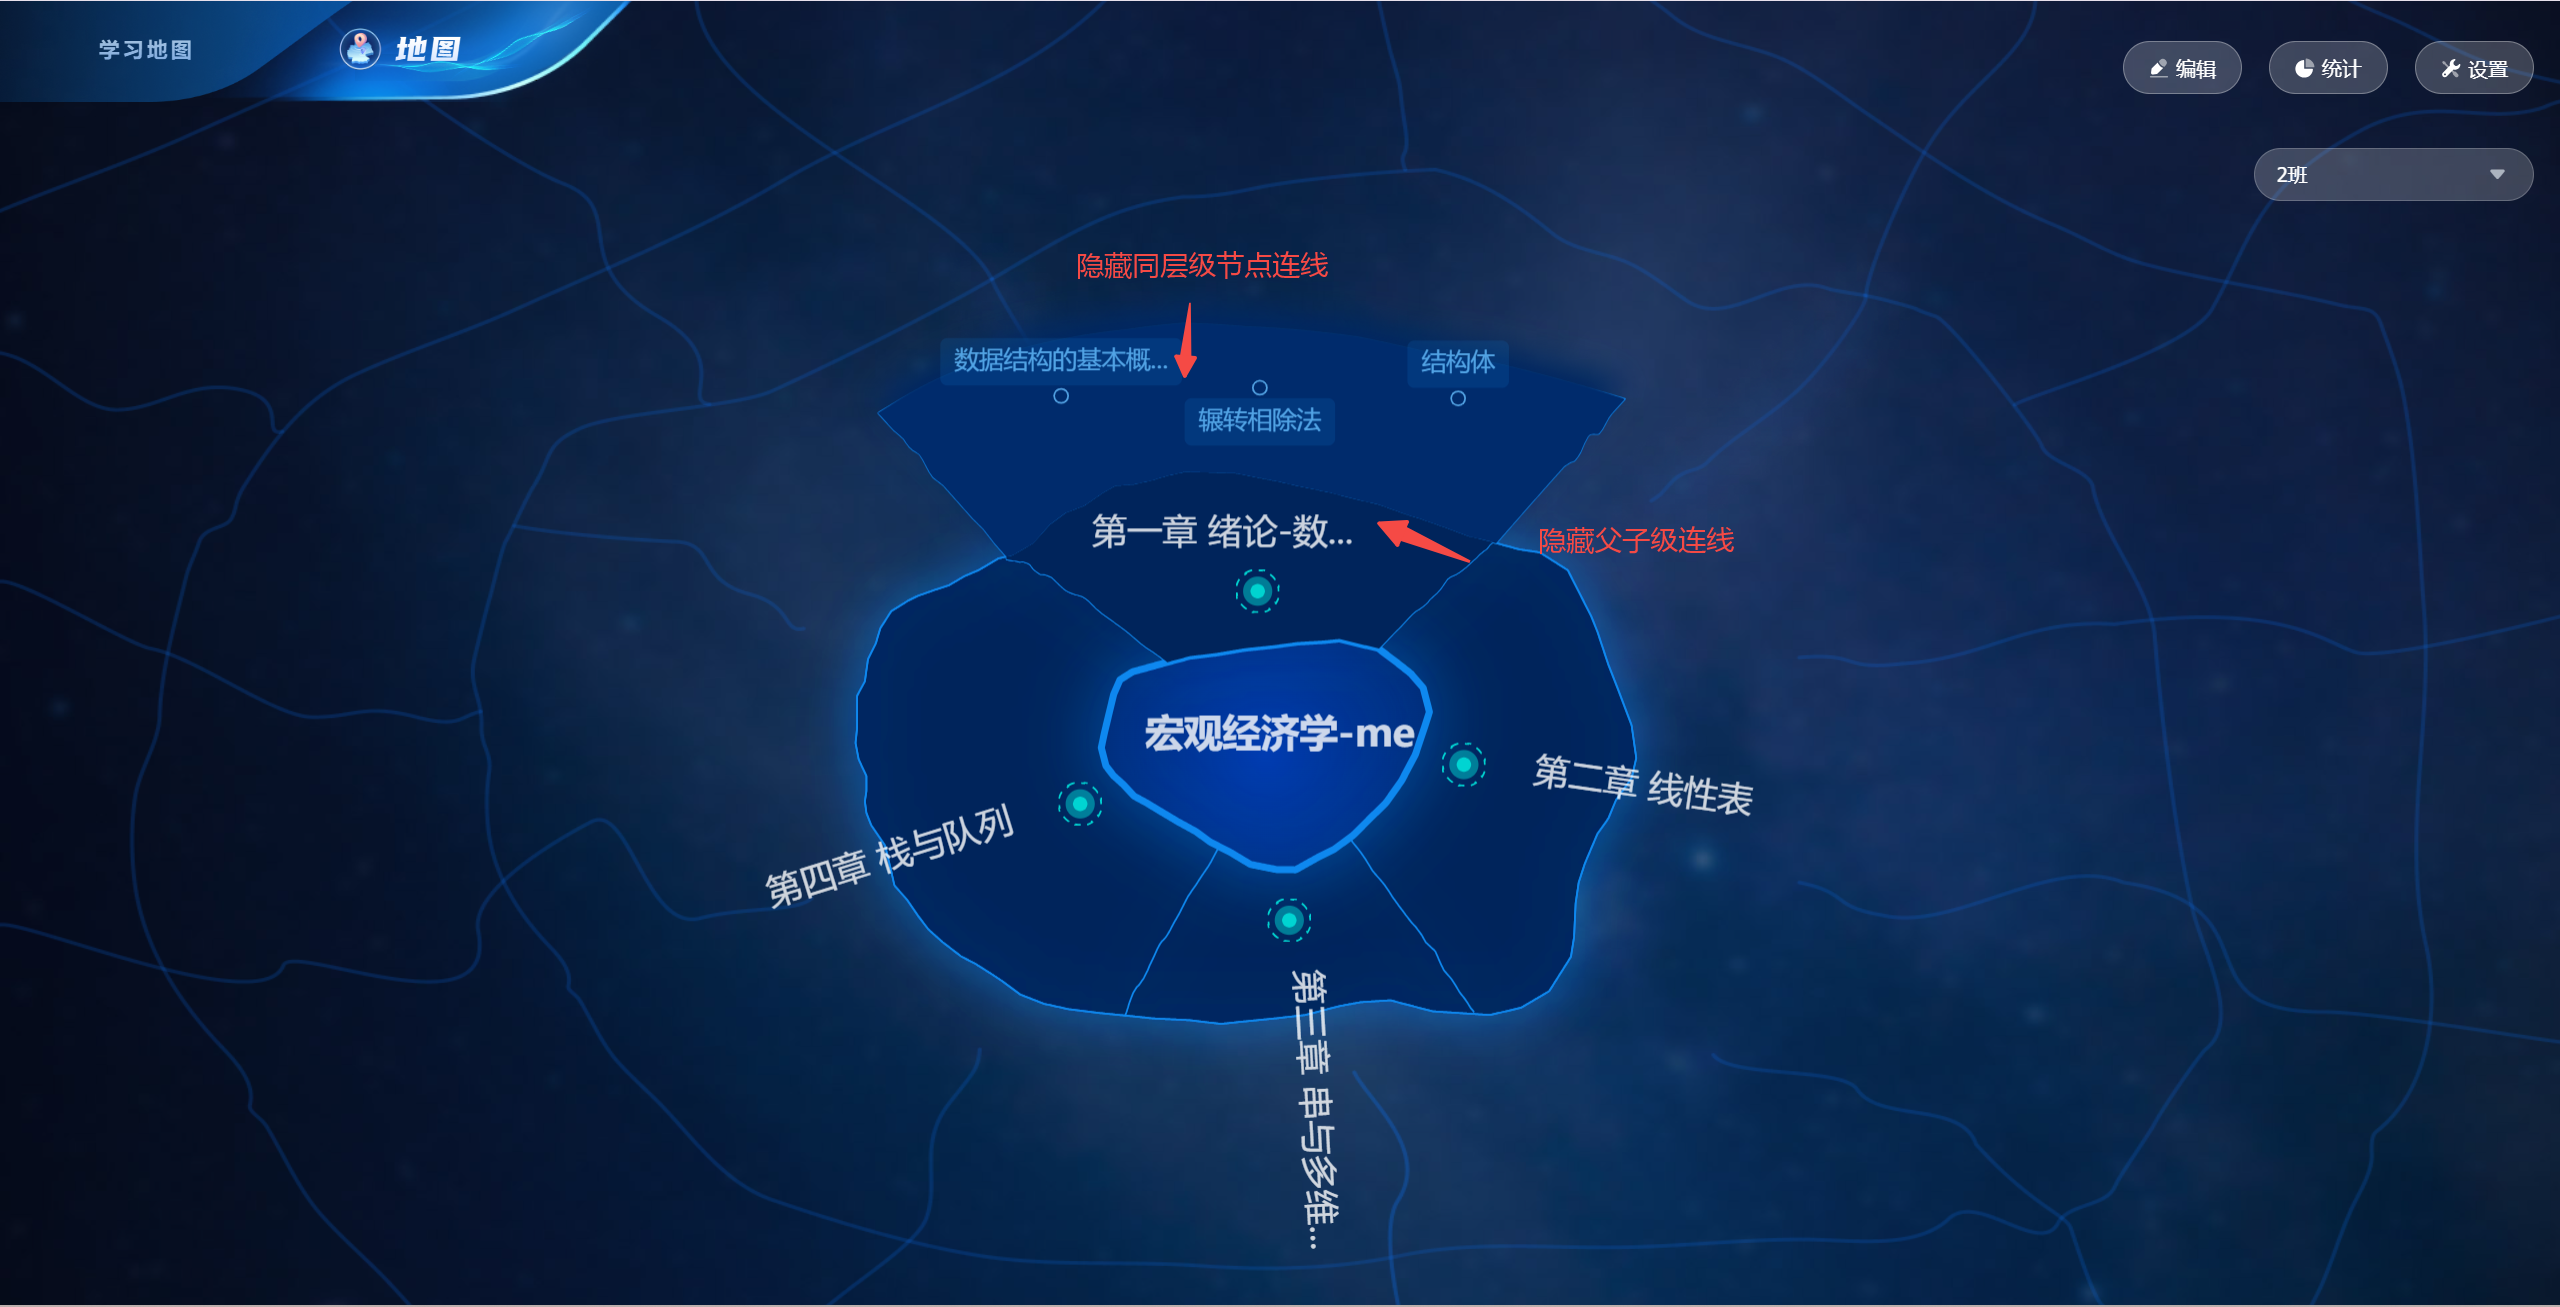 学习地图
地图
编辑
统计
设置
2班
隐藏同层级节点连线
数据结构的基本概...
结构体
辗转相除法
第一章 绪论-数...
隐藏父子级连线
宏观经济学-me
第二章 线性表
第四章 栈与队列
第三章 串与多维...